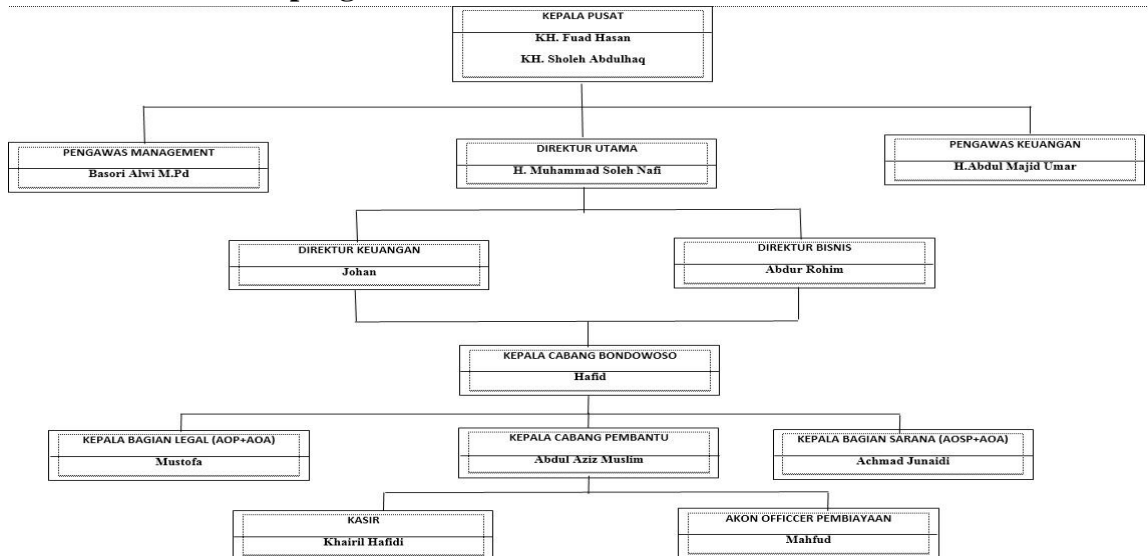 KEPALA PUSAT
KH. Fuad Hasan
KH. Sholeh Abdulhaq
PENGAWAS MANAGEMENT
Basori Alwi M.Pd
DIREKTUR UTAMA
H. Muhammad Soleh Nafi
PENGAWAS KEUANGAN
H.Abdul Majid Umar
DIREKTUR KEUANGAN
Johan
DIREKTUR BISNIS
Abdur Rohim
KEPALA CABANG BONDOWOSO
Hafid
KEPALA BAGIAN LEGAL (AOP+AOA)
Mustofa
KEPALA CABANG PEMBANTU
Abdul Aziz Muslim
KEPALA BAGIAN SARANA (AOSP+AOA)
Achmad Junaidi
KASIR
Khairil Hafidi
AKON OFFICCER PEMBIAYAAN
Mahfud